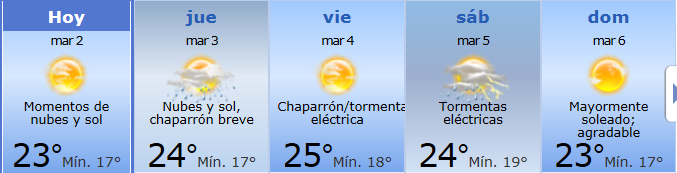 Hoy
mar 2
Momentos de
nubes y sol
23° Mín. 17°
jue
mar 3
Nubes y sol,
chaparrón breve
24° Mín. 17°
vie
mar 4
Chaparrón/tormenta
eléctrica
25° Mín. 18°
sáb
mar 5
Tormentas
eléctricas
24° Mín. 19°
dom
mar 6
Mayormente
soleado;
agradable
23° Mín. 17°